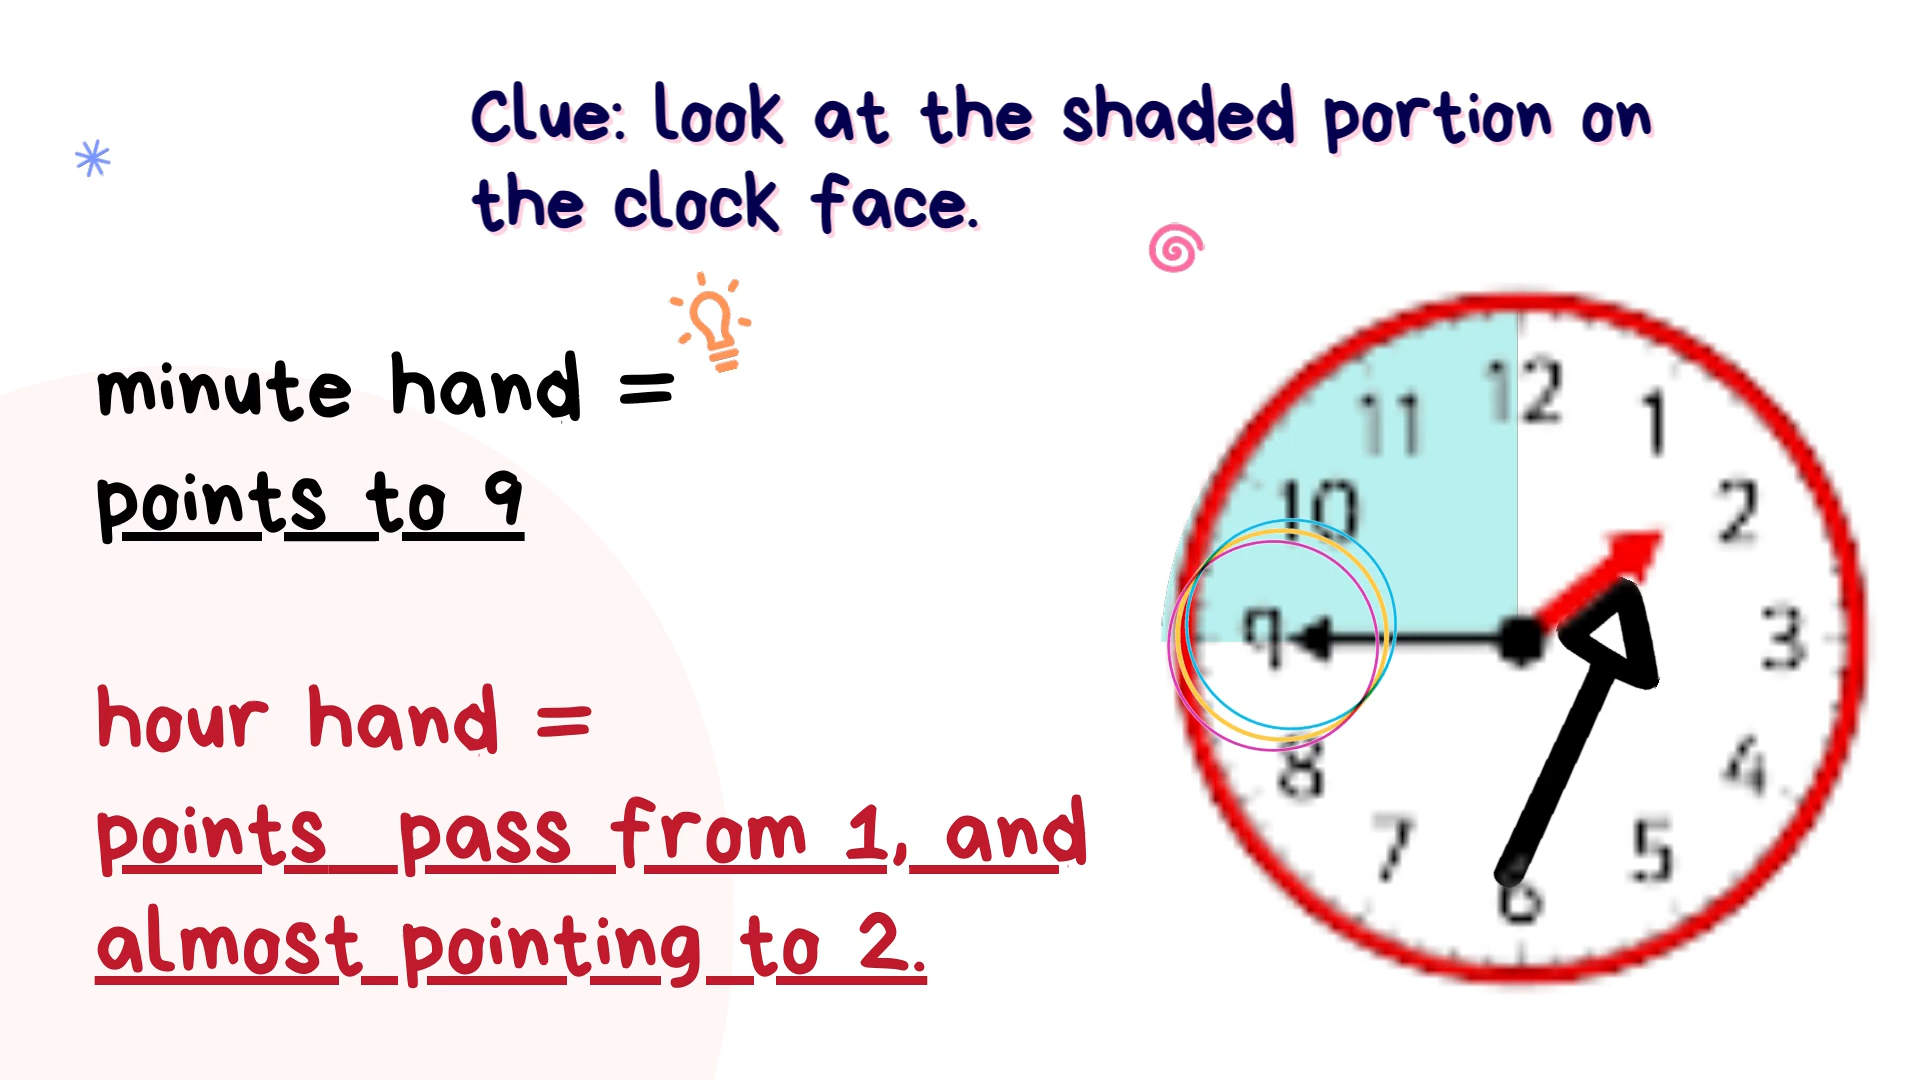 Clue: look at the shaded portion on
the clock face.
minute hand =
points to 9
hour hand =
points pass from 1, and
almost pointing to 2.
12
11
1
10
2
9
3
8
4
7
5
6